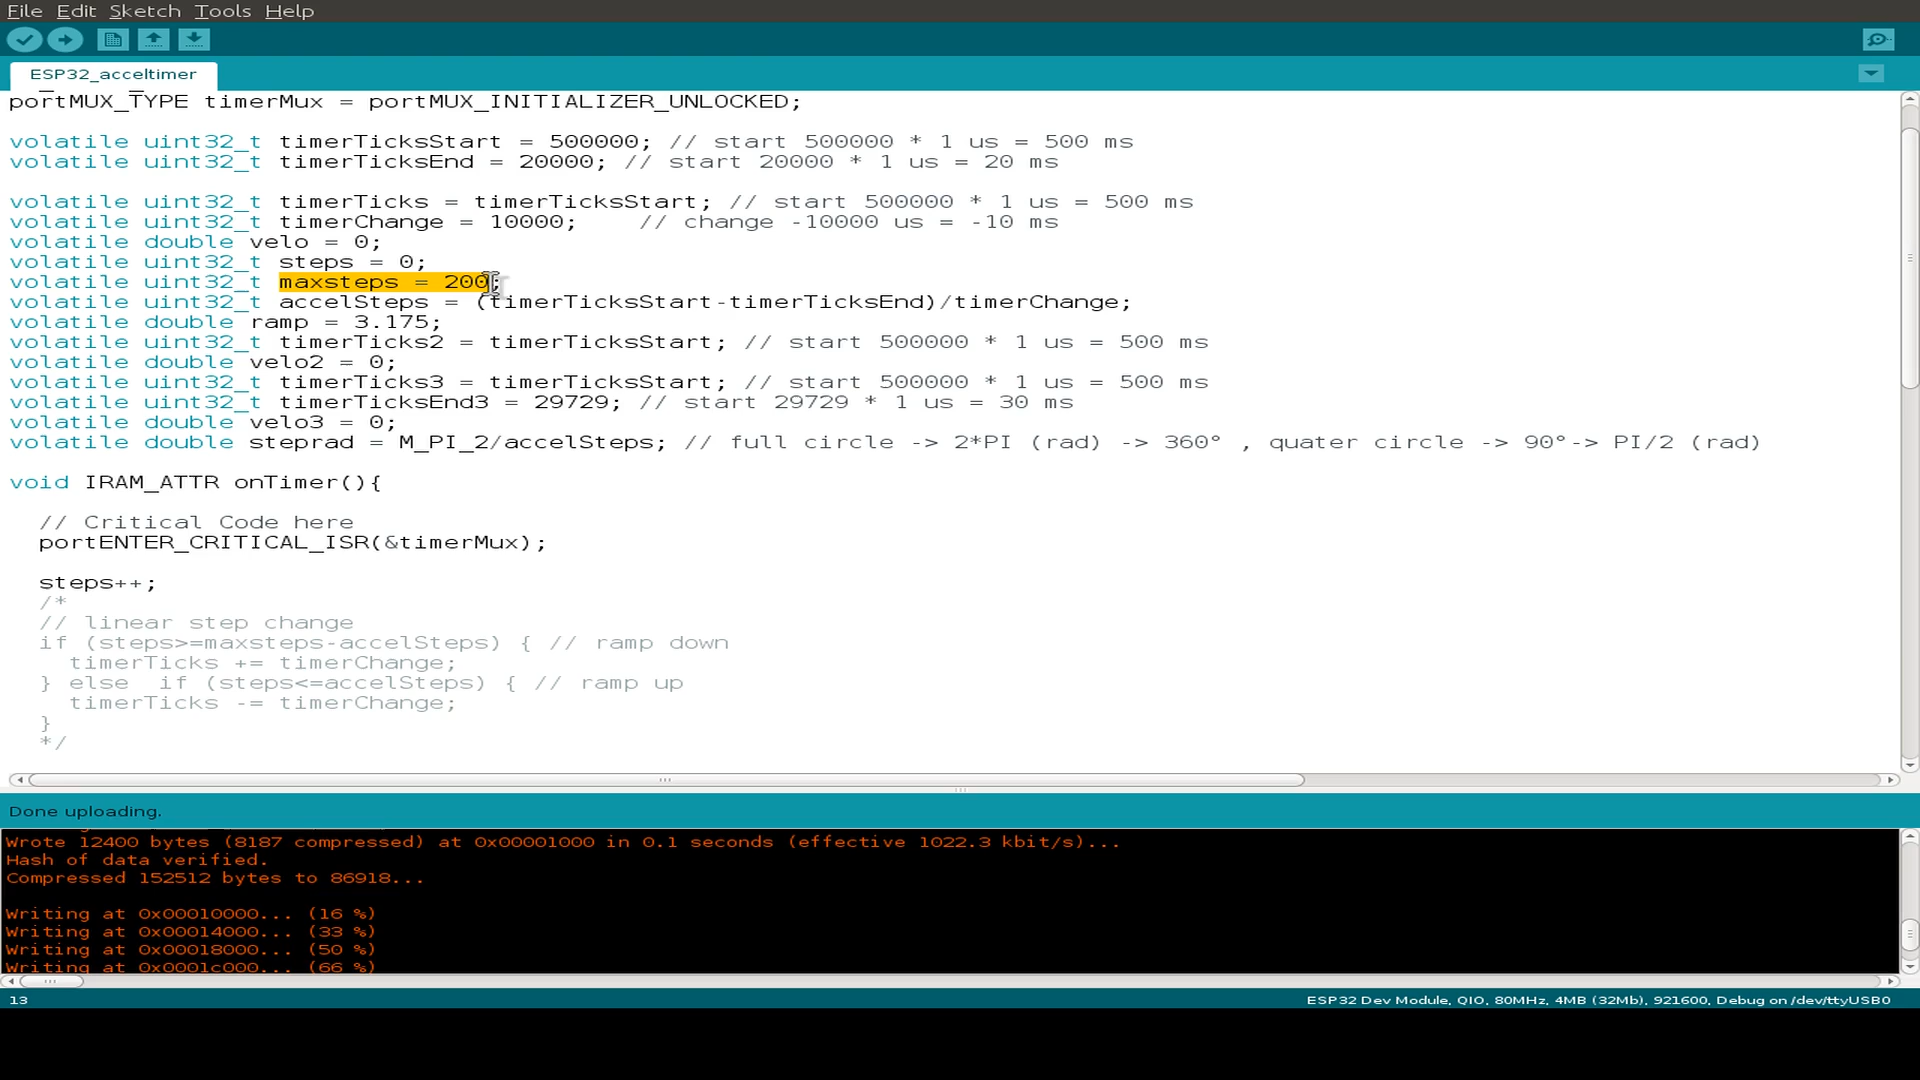 File Edit Sketch Tools Help
ESP32_acceltimer
portMUX_TYPE timerMux = portMUX_INITIALIZER_UNLOCKED;
volatile uint32_t timerTicksStart = 500000; // start 500000 * 1 us = 500 ms
volatile uint32_t timerTicksEnd = 20000; // start 20000 * 1 us = 20 ms
volatile uint32_t timerTicks = timerTicksStart; // start 500000 * 1 us = 500 ms
volatile uint32_t timerChange = 10000;    // change -10000 us = -10 ms
volatile double velo = 0;
volatile uint32_t steps = 0;
volatile uint32_t maxsteps = 200;
volatile uint32_t accelSteps = (timerTicksStart-timerTicksEnd)/timerChange;
volatile double ramp = 3.175;
volatile uint32_t timerTicks2 = timerTicksStart; // start 500000 * 1 us = 500 ms
volatile double velo2 = 0;
volatile uint32_t timerTicks3 = timerTicksStart; // start 500000 * 1 us = 500 ms
volatile uint32_t timerTicksEnd3 = 29729; // start 29729 * 1 us = 30 ms
volatile double velo3 = 0;
volatile double steprad = M_PI_2/accelSteps; // full circle -> 2*PI (rad) -> 360° , quater circle -> 90°-> PI/2 (rad)
void IRAM_ATTR onTimer(){
  // Critical Code here
  portENTER_CRITICAL_ISR(&timerMux);
  steps++;
  /*
  // linear step change
  if (steps>=maxsteps-accelSteps) { // ramp down
    timerTicks += timerChange;
  } else  if (steps<=accelSteps) { // ramp up
    timerTicks -= timerChange;
  }
  */
Done uploading.
Wrote 12400 bytes (8187 compressed) at 0x00001000 in 0.1 seconds (effective 1022.3 kbit/s)...
Hash of data verified.
Compressed 152512 bytes to 86918...
Writing at 0x00010000... (16 %)
Writing at 0x00014000... (33 %)
Writing at 0x00018000... (50 %)
Writing at 0x0001c000... (66 %)
13
ESP32 Dev Module, QIO, 80MHz, 4MB (32Mb), 921600, Debug on /dev/ttyUSB0